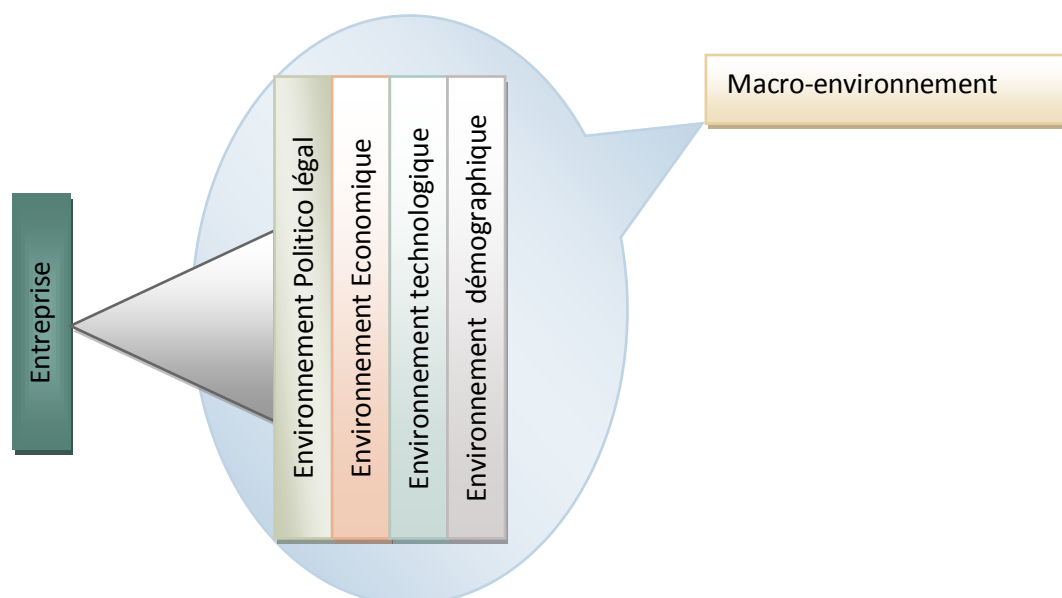 Macro-environnement
Entreprise
Environnement Politico légal
Environnement Economique
Environnement technologique
Environnement démographique